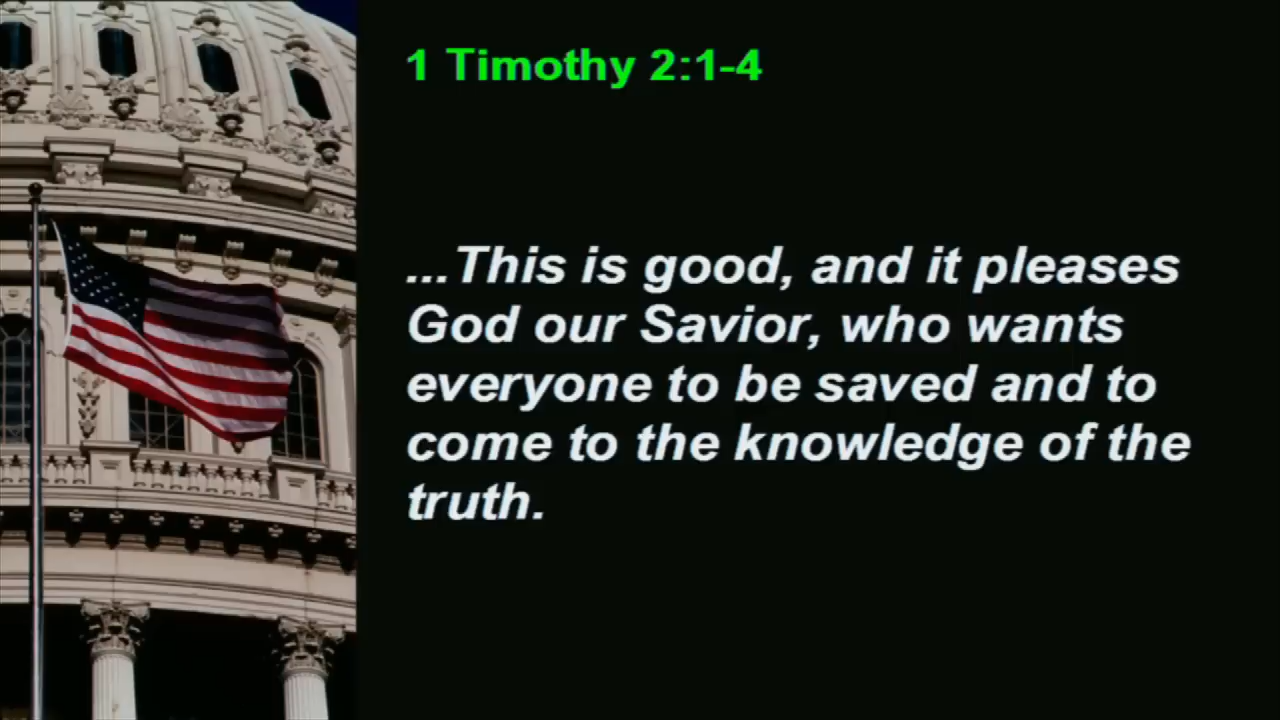 1 Timothy 2:1-4
...This is good, and it pleases
God our Savior, who wants
everyone to be saved and to
come to the knowledge of the
truth.